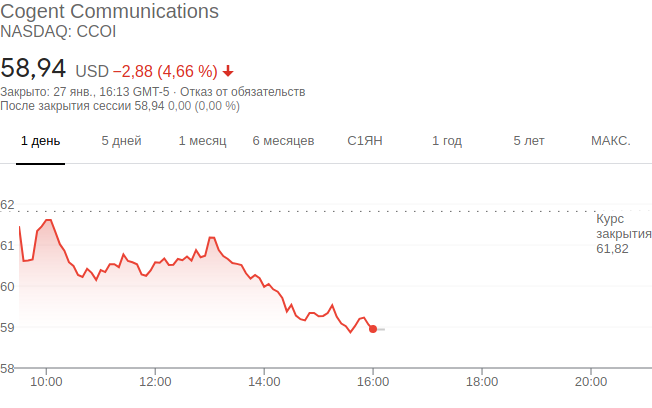 Cogent Communications
NASDAQ: CCOI
58,94 USD −2,88 (4,66 %)
Закрыто: 27 янв., 16:13 GMT-5 · Отказ от обязательств
После закрытия сессии 58,94 0,00 (0,00 %)
1 день 5 дней 1 месяц 6 месяцев С1ЯН 1 год 5 лет МАКС.
62
Курс
закрытия
61,82
61
60
59
58
10:00 12:00 14:00 16:00 18:00 20:00